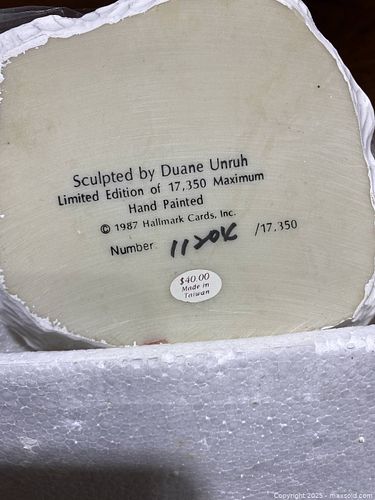 Sculpted by Duane Unruh
Limited Edition of 17,350 Maximum
Hand Painted
© 1987 Hallmark Cards, Inc.
Number /17,350
$40.00
Made in
Taiwan
Copyright 2025 - maxsold.com